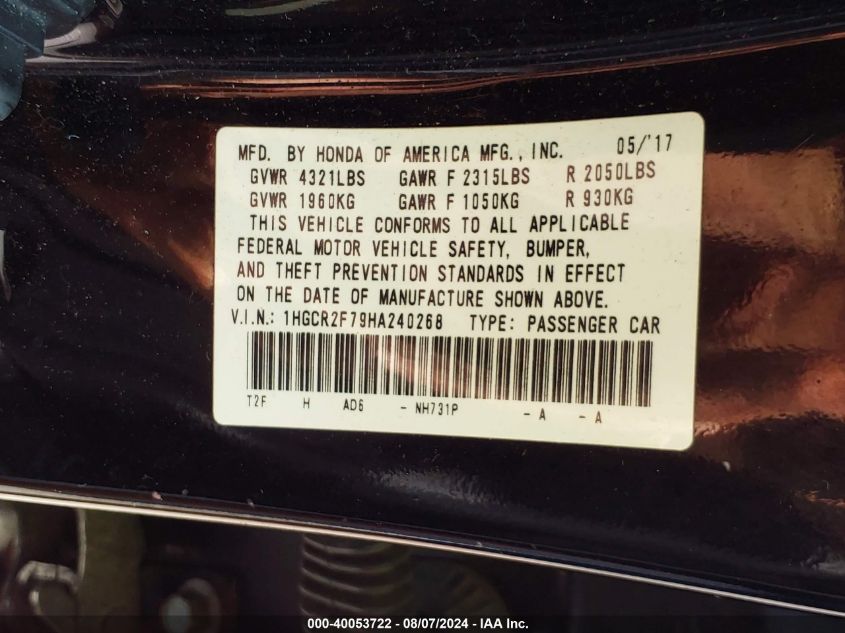 MFD. BY HONDA OF AMERICA MFG., INC. 05/'17
GVWR 4321LBS GAWR F 2315LBS R 2050LBS
GVWR 1960KG GAWR F 1050KG R 930KG
THIS VEHICLE CONFORMS TO ALL APPLICABLE
FEDERAL MOTOR VEHICLE SAFETY, BUMPER,
AND THEFT PREVENTION STANDARDS IN EFFECT
ON THE DATE OF MANUFACTURE SHOWN ABOVE.
V.I.N.: 1HGCR2F79HA240268 TYPE: PASSENGER CAR
T2F H AD6 - NH731P - A - A
000-40053722 - 08/07/2024 - IAA Inc.